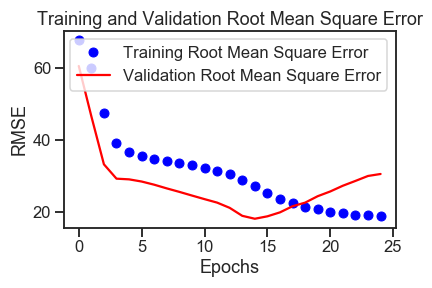 Training and Validation Root Mean Square Error
Training Root Mean Square Error
Validation Root Mean Square Error
RMSE
60
40
20
0 5 10 15 20 25
Epochs